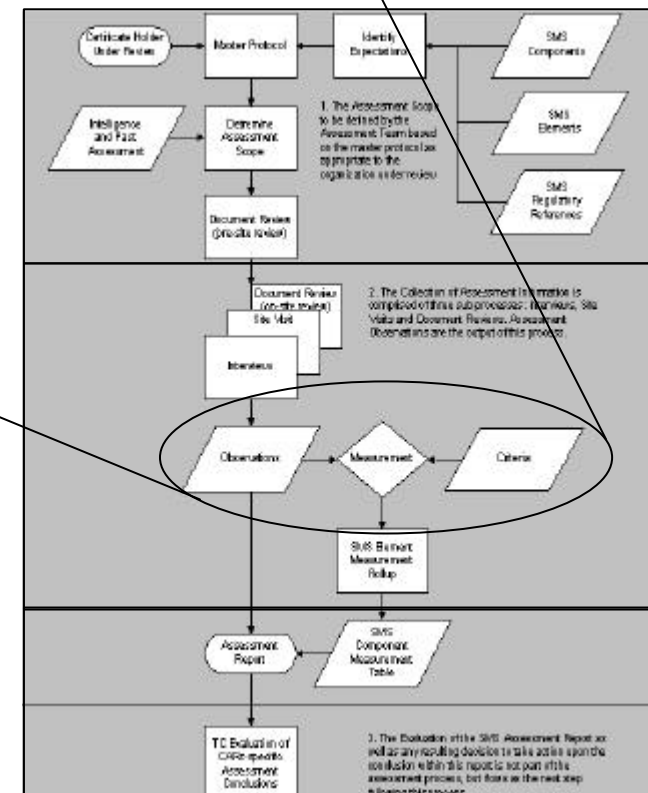 Certificate Holder
Under Review
Master Protocol
Identify
Expectations
SMS
Components
Intelligence
and Past
Assessment
Determine
Assessment
Scope
1. The Assessment Scope
to be defined by the
Assessment Team based
on the master protocol as
appropriate to the
organization under review
SMS
Elements
Document Review
(pre-site review)
SMS
Regulatory
References
Document Review
(on-site review)
Site Visit
Interviews
2. The Collection of Assessment Information is
comprised of three sub processes: Interviews, Site
Visits and Document Reviews. Assessment
Observations are the output of this process.
Observations
Measurement
Criteria
SMS Element
Measurement
Rollup
Assessment
Report
SMS
Component
Measurement
Table
TC Evaluation of
CARs-specific
Assessment
Conclusions
3. The Evaluation of the SMS Assessment Report as
well as any resulting decision to take action upon the
conclusion within this report is not part of the
assessment process, but flows as the next step
following this